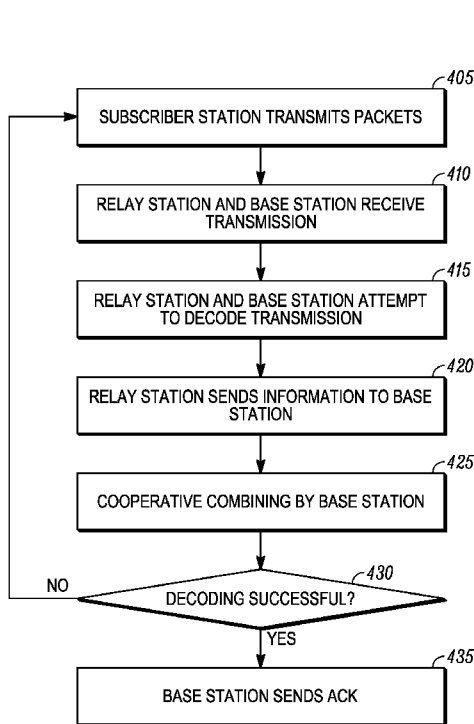 405
SUBSCRIBER STATION TRANSMITS PACKETS
410
RELAY STATION AND BASE STATION RECEIVE
TRANSMISSION
415
RELAY STATION AND BASE STATION ATTEMPT
TO DECODE TRANSMISSION
420
RELAY STATION SENDS INFORMATION TO BASE
STATION
425
COOPERATIVE COMBINING BY BASE STATION
430
NO
DECODING SUCCESSFUL?
YES
435
BASE STATION SENDS ACK